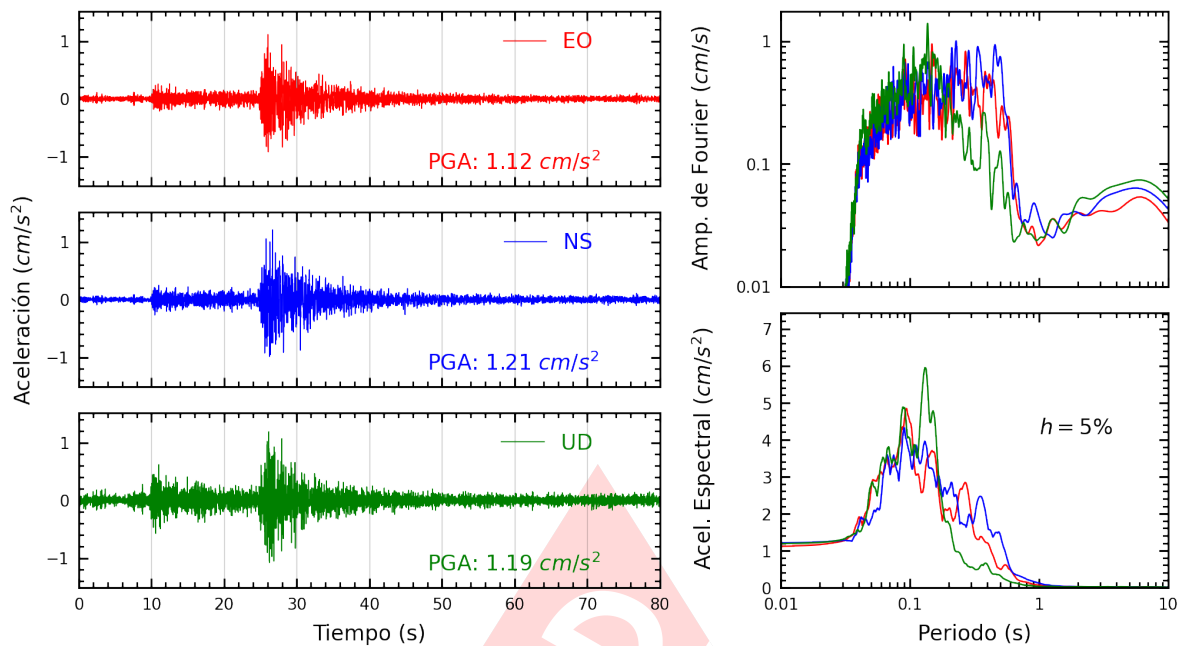 Aceleración (cm/s²)
1
0
−1
EO
PGA: 1.12 cm/s²
1
0
−1
NS
PGA: 1.21 cm/s²
1
0
−1
UD
PGA: 1.19 cm/s²
0 10 20 30 40 50 60 70 80
Tiempo (s)
Amp. de Fourier (cm/s)
1
0.1
0.01
Acel. Espectral (cm/s²)
7
6
5
4
3
2
1
0
h = 5%
0.01 0.1 1 10
Periodo (s)